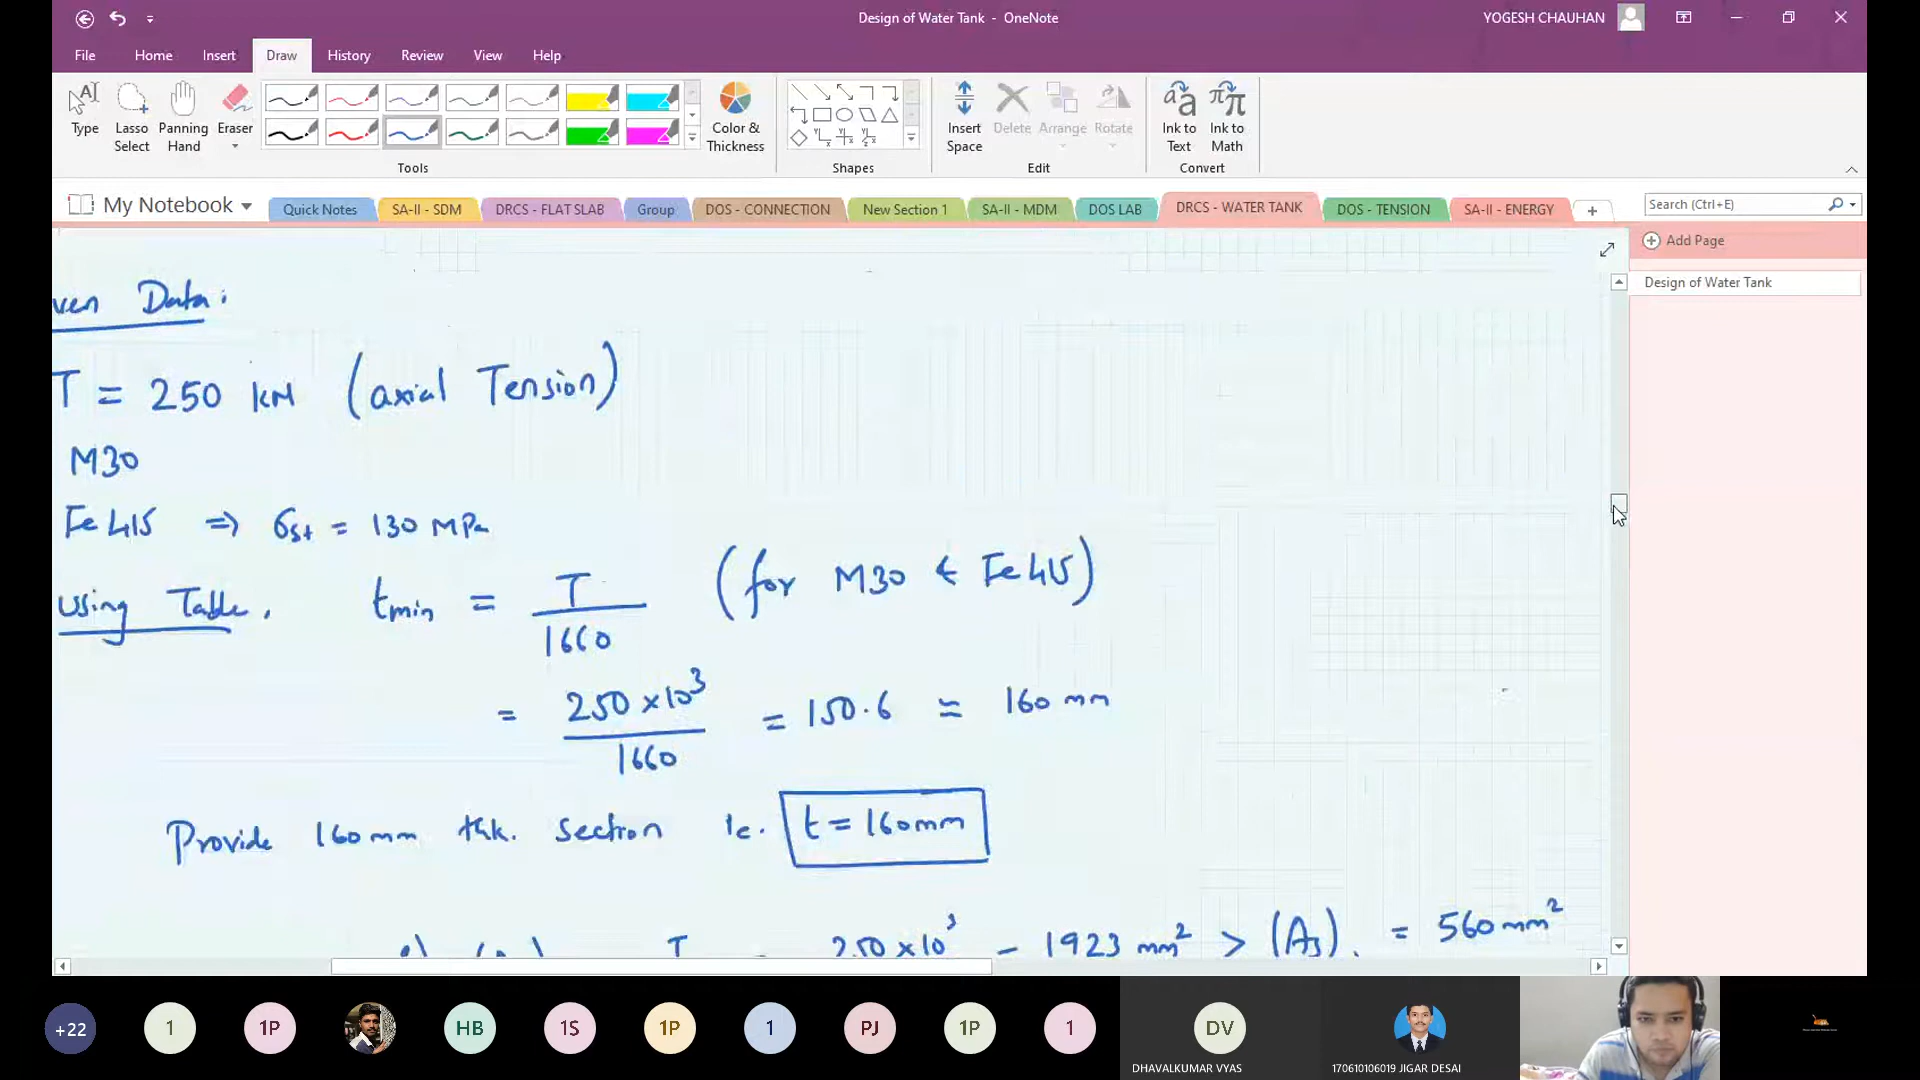 Design of Water Tank - OneNote
YOGESH CHAUHAN
File Home Insert Draw History Review View Help
Type
Lasso Select
Panning Hand
Eraser
Color & Thickness
Insert Space
Delete
Arrange
Rotate
Ink to Text
Ink to Math
Tools
Shapes
Edit
Convert
My Notebook
Quick Notes
SA-II - SDM
DRCS - FLAT SLAB
Group
DOS - CONNECTION
New Section 1
SA-II - MDM
DOS LAB
DRCS - WATER TANK
DOS - TENSION
SA-II - ENERGY
Search (Ctrl+E)
Add Page
Design of Water Tank
ven Data:
T = 250 kN (axial Tension)
M30
Fe415 ⇒ σst = 130 MPa
using Table. tmin = T / 1660 (for M30 & Fe415)
= 250 × 10³ / 1660 = 150.6 ≈ 160 mm
Provide 160mm thk. section ie. t = 160mm
T 250 × 10³ = 1923 mm² > (As) = 560 mm²
+22
1
1P
HB
1S
1P
1
PJ
1P
1
DV
DHAVALKUMAR VYAS
170610106019 JIGAR DESAI